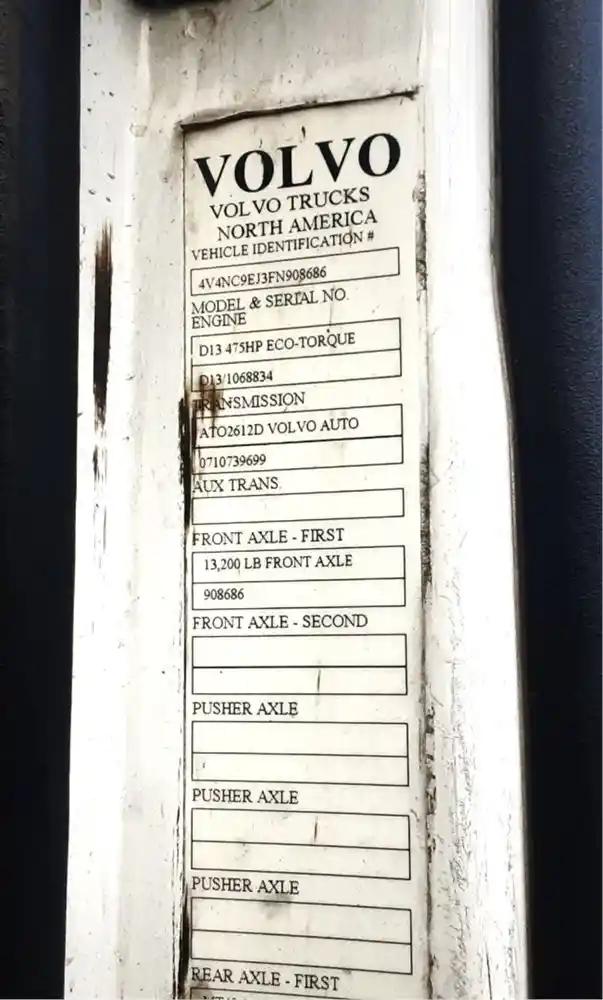 VOLVO
VOLVO TRUCKS
NORTH AMERICA
VEHICLE IDENTIFICATION #
4V4NC9EJ3FN908686
MODEL & SERIAL NO.
ENGINE
D13 475HP ECO-TORQUE
D13/1068834
TRANSMISSION
ATO2612D VOLVO AUTO
0710739699
AUX TRANS.
FRONT AXLE - FIRST
13,200 LB FRONT AXLE
908686
FRONT AXLE - SECOND
PUSHER AXLE
PUSHER AXLE
PUSHER AXLE
REAR AXLE - FIRST